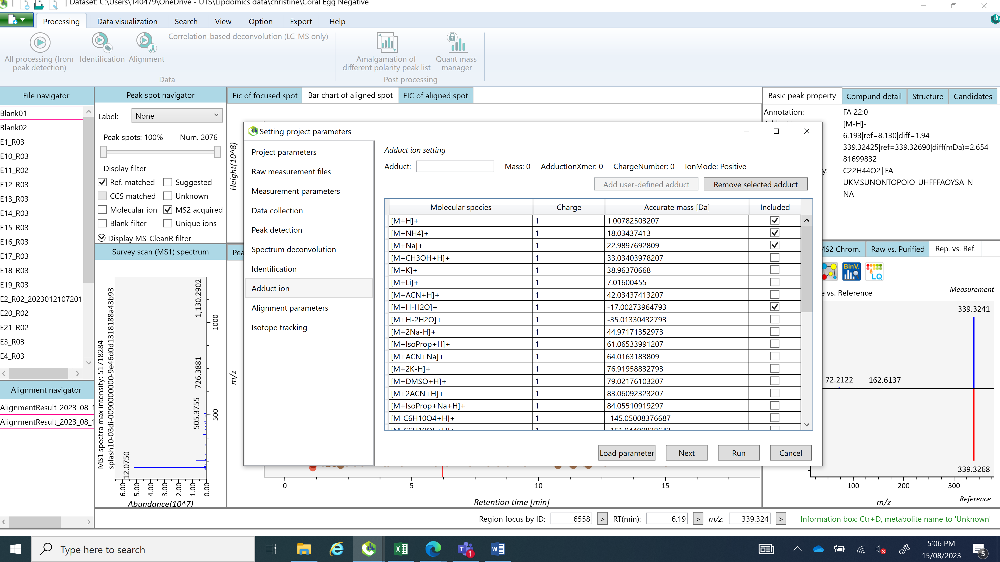 Dataset: C:\Users\140479\OneDrive - UTS\Lipdomics data\christine\Coral Egg Negative
Processing
Data visualization
Search
View
Option
Export
Help
All processing (from
peak detection)
Identification
Alignment
Correlation-based deconvolution (LC-MS only)
Data
Amalgamation of
different polarity peak list
Quant mass
manager
Post processing
File navigator
Blank01
Blank02
E1_R03
E10_R03
E11_R02
E12_R03
E13_R03
E14_R03
E15_R03
E16_R03
E17_R03
E18_R03
E19_R03
E2_R02_2023012107201
E20_R02
E21_R02
E3_R03
E4_R03
Alignment navigator
AlignmentResult_2023_08_1
AlignmentResult_2023_08_1
Peak spot navigator
Label: None
Peak spots: 100% Num. 2076
Display filter
Ref. matched Suggested
CCS matched Unknown
Molecular ion MS2 acquired
Blank filter Unique ions
Display MS-CleanR filter
Survey scan (MS1) spectrum
MS1 spectra max intensity: 51718284
splash10-03di-0090000000-9e46d0d1318188a43b93
1,130.2902
726.3881
505.3755
12.0750
1000
500
6.00 5.00 4.00 3.00 2.00 1.00 0.00
Abundance(10^7)
Eic of focused spot
Bar chart of aligned spot
EIC of aligned spot
Height(10^8)
Pea
m/z
0 5 10 15
Retention time [min]
Setting project parameters
Project parameters
Raw measurement files
Measurement parameters
Data collection
Peak detection
Spectrum deconvolution
Identification
Adduct ion
Alignment parameters
Isotope tracking
Adduct ion setting
Adduct: Mass: 0 AdductIonXmer: 0 ChargeNumber: 0 IonMode: Positive
Add user-defined adduct Remove selected adduct
Molecular species Charge Accurate mass [Da] Included
[M+H]+ 1 1.00782503207
[M+NH4]+ 1 18.03437413
[M+Na]+ 1 22.9897692809
[M+CH3OH+H]+ 1 33.03403978207
[M+K]+ 1 38.96370668
[M+Li]+ 1 7.01600455
[M+ACN+H]+ 1 42.03437413207
[M+H-H2O]+ 1 -17.00273964793
[M+H-2H2O]+ 1 -35.01330432793
[M+2Na-H]+ 1 44.97171352973
[M+IsoProp+H]+ 1 61.06533991207
[M+ACN+Na]+ 1 64.0163183809
[M+2K-H]+ 1 76.91958832793
[M+DMSO+H]+ 1 79.02176103207
[M+2ACN+H]+ 1 83.06092323207
[M+IsoProp+Na+H]+ 1 84.05510919297
[M-C6H10O4+H]+ 1 -145.05008376687
[M-C6H10O5+H]+ 1 -161.04499838643
Load parameter Next Run Cancel
Basic peak property
Compund detail
Structure
Candidates
Annotation: FA 22:0
[M-H]-
6.193|ref=8.130|diff=1.94
339.32425|ref=339.32690|diff(mDa)=2.654
81699832
y: C22H44O2|FA
UKMSUNONTOPOIO-UHFFFAOYSA-N
NA
MS2 Chrom.
Raw vs. Purified
Rep. vs. Ref.
BinV.
LQ
e vs. Reference
Measurement
339.3241
72.2122 162.6137
339.3268
100 200 300
m/z
Reference
Region focus by ID: 6558 > RT(min): 6.19 > m/z: 339.324 >
Information box: Ctr+D, metabolite name to 'Unknown'
Type here to search
1
5:06 PM
15/08/2023
5